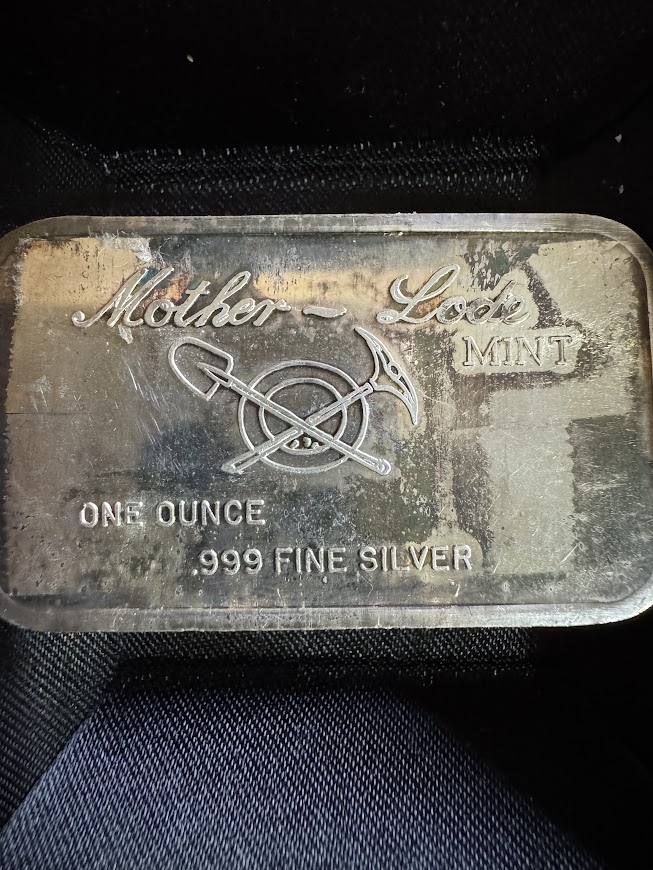 Mother - Lode
MINT
ONE OUNCE
.999 FINE SILVER